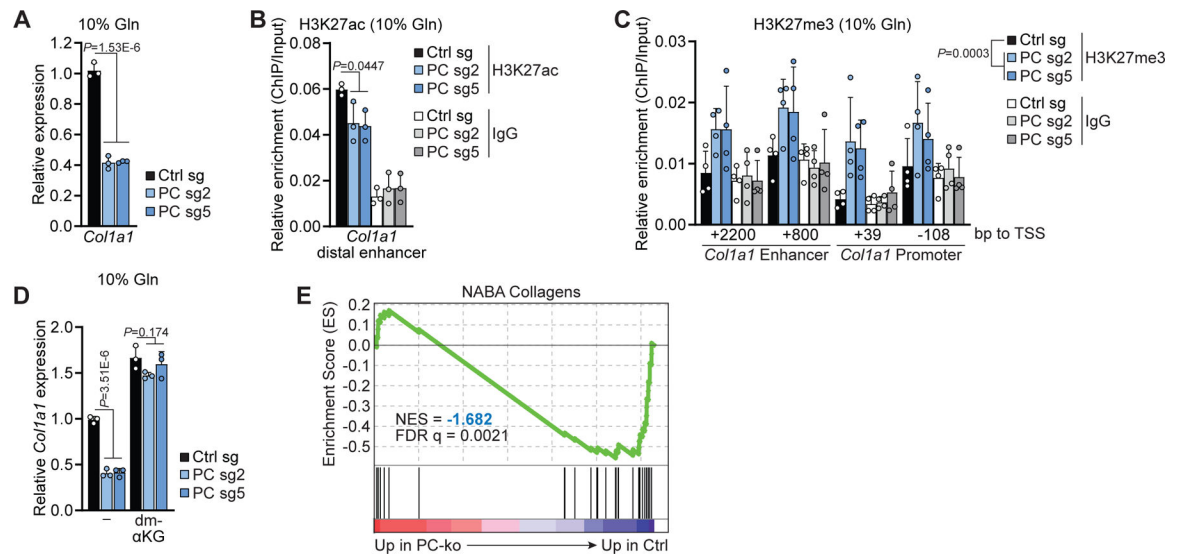 A
10% Gln
Relative expression
1.2
1.0
0.8
0.6
0.4
0.2
0.0
P=1.53E-6
Ctrl sg
PC sg2
PC sg5
Col1a1
B
H3K27ac (10% Gln)
Relative enrichment (ChIP/Input)
0.08
0.06
0.04
0.02
0.00
P=0.0447
Ctrl sg
PC sg2
PC sg5
H3K27ac
Ctrl sg
PC sg2
PC sg5
IgG
Col1a1
distal enhancer
C
H3K27me3 (10% Gln)
Relative enrichment (ChIP/Input)
0.03
0.02
0.01
0.00
P=0.0003
Ctrl sg
PC sg2
PC sg5
H3K27me3
Ctrl sg
PC sg2
PC sg5
IgG
+2200 +800 +39 -108 bp to TSS
Col1a1 Enhancer Col1a1 Promoter
D
10% Gln
Relative Col1a1 expression
2.0
1.5
1.0
0.5
0.0
P=3.51E-6
P=0.174
Ctrl sg
PC sg2
PC sg5
– dm-
αKG
E
NABA Collagens
Enrichment Score (ES)
0.2
0.1
0.0
-0.1
-0.2
-0.3
-0.4
-0.5
NES = -1.682
FDR q = 0.0021
Up in PC-ko Up in Ctrl